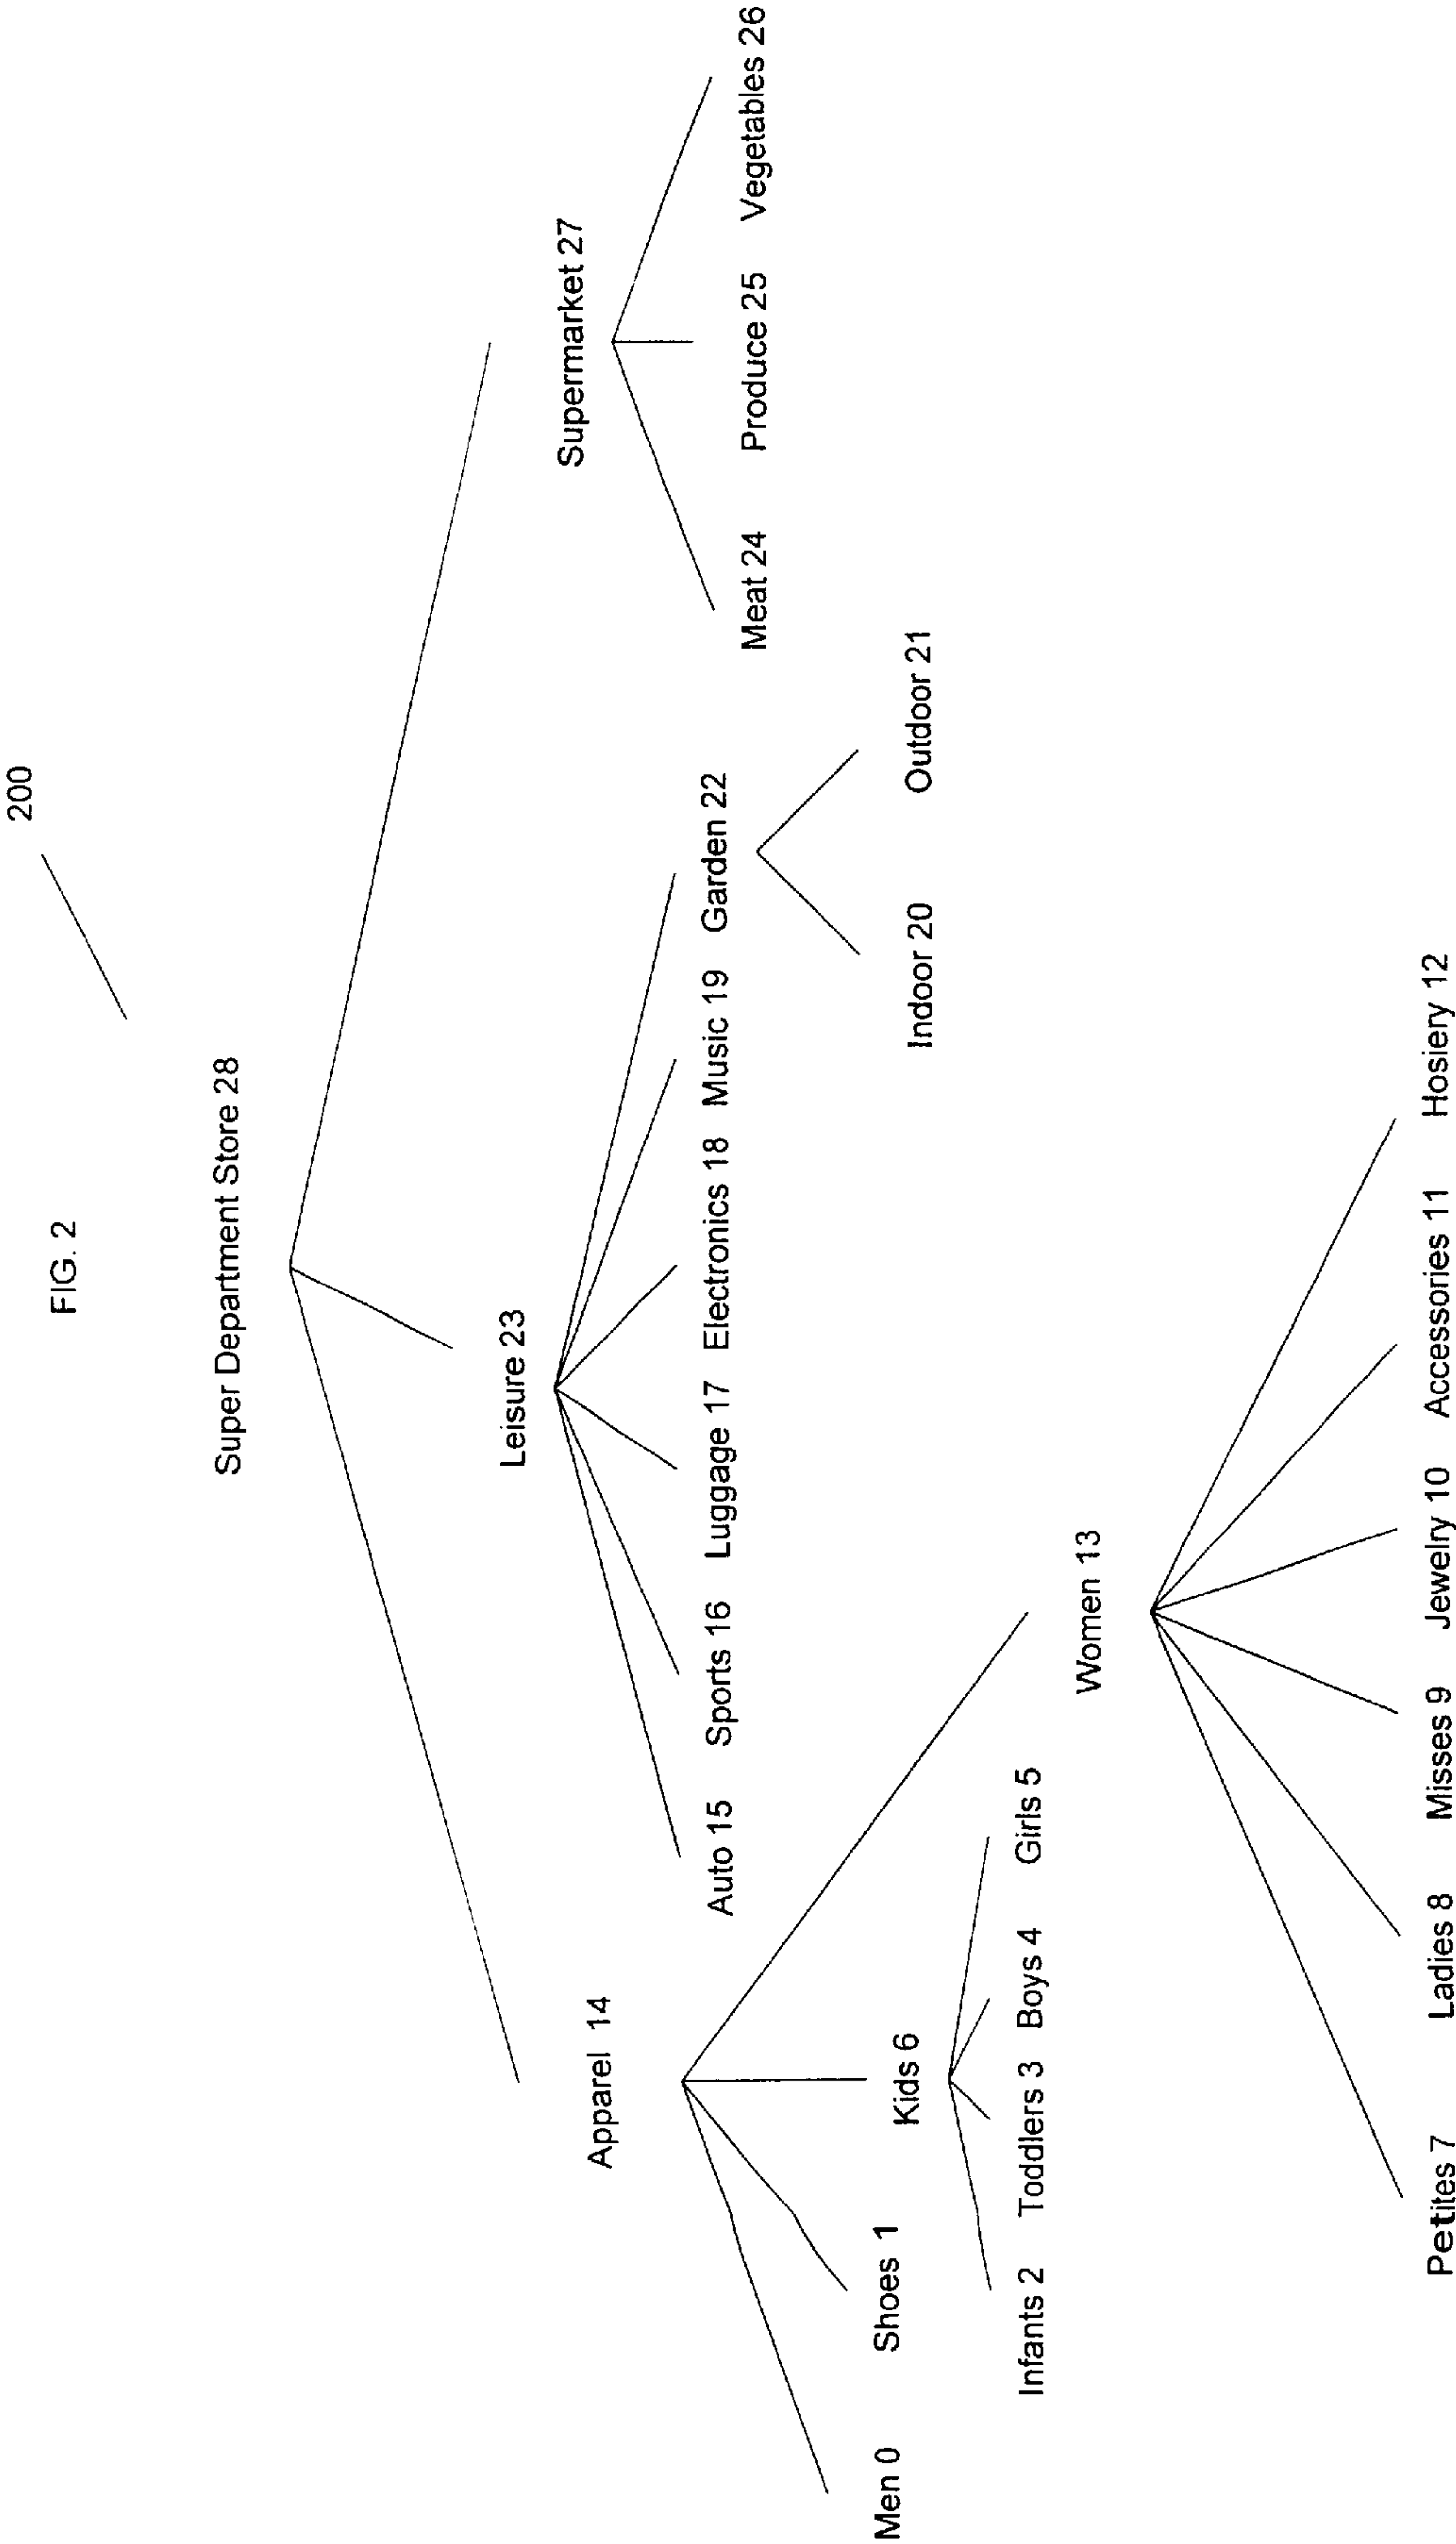 200
FIG. 2
Super Department Store 28
Leisure 23
Supermarket 27
Apparel 14
Auto 15 Sports 16 Luggage 17 Electronics 18 Music 19 Garden 22
Meat 24 Produce 25 Vegetables 26
Men 0 Shoes 1 Kids 6
Indoor 20 Outdoor 21
Infants 2 Toddlers 3 Boys 4 Girls 5
Women 13
Petites 7 Ladies 8 Misses 9 Jewelry 10 Accessories 11 Hosiery 12